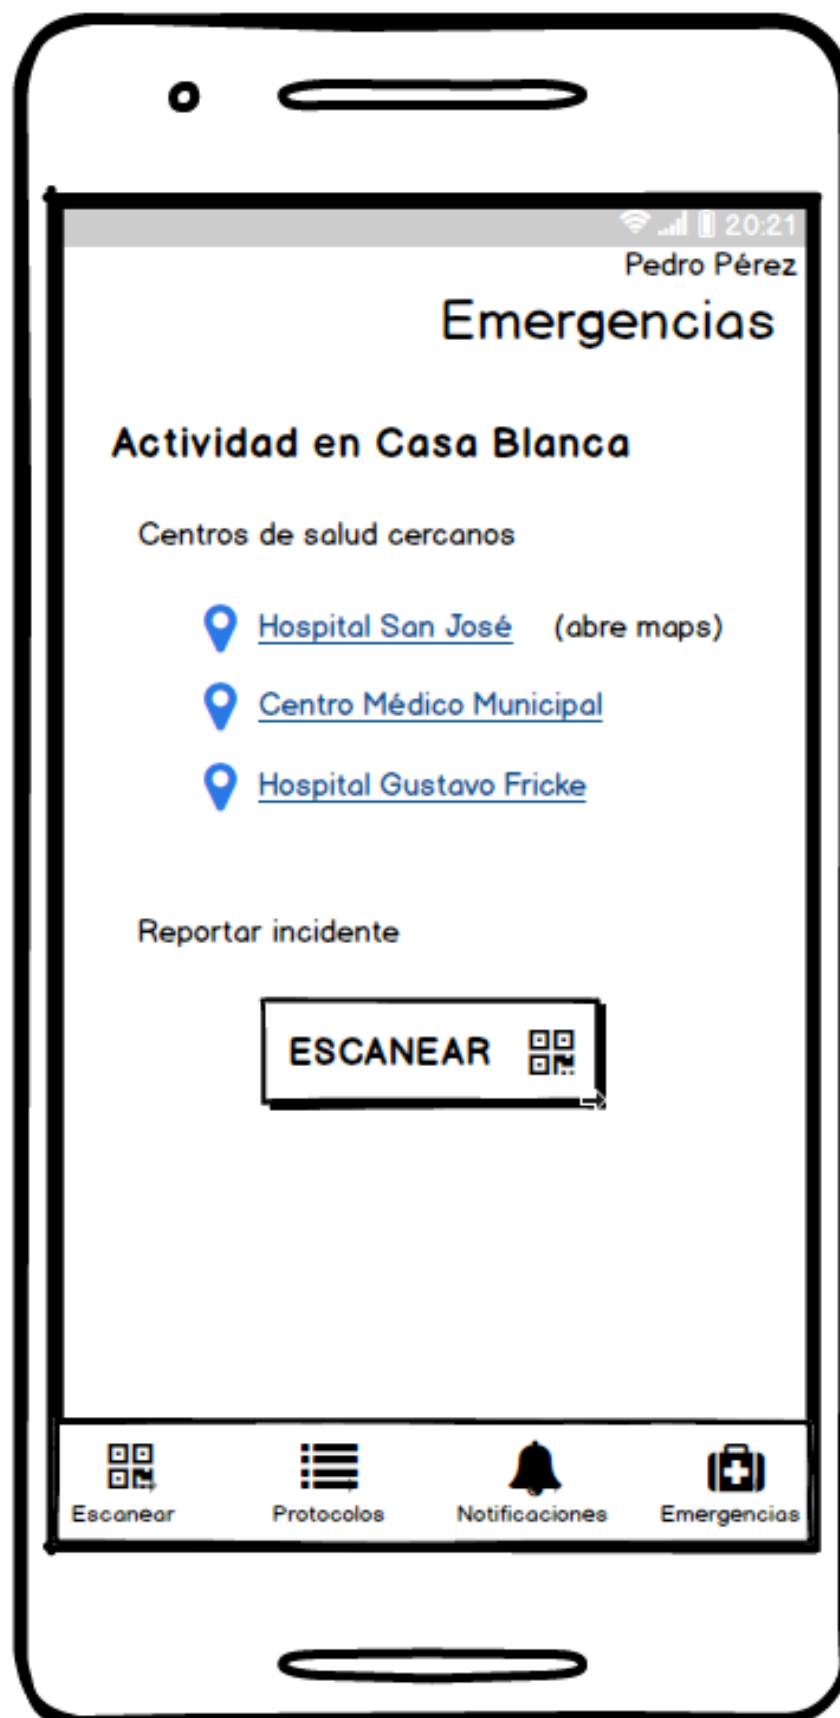 20:21
Pedro Pérez
Emergencias
Actividad en Casa Blanca
Centros de salud cercanos
Hospital San José (abre maps)
Centro Médico Municipal
Hospital Gustavo Fricke
Reportar incidente
ESCANEAR
Escanear Protocolos Notificaciones Emergencias